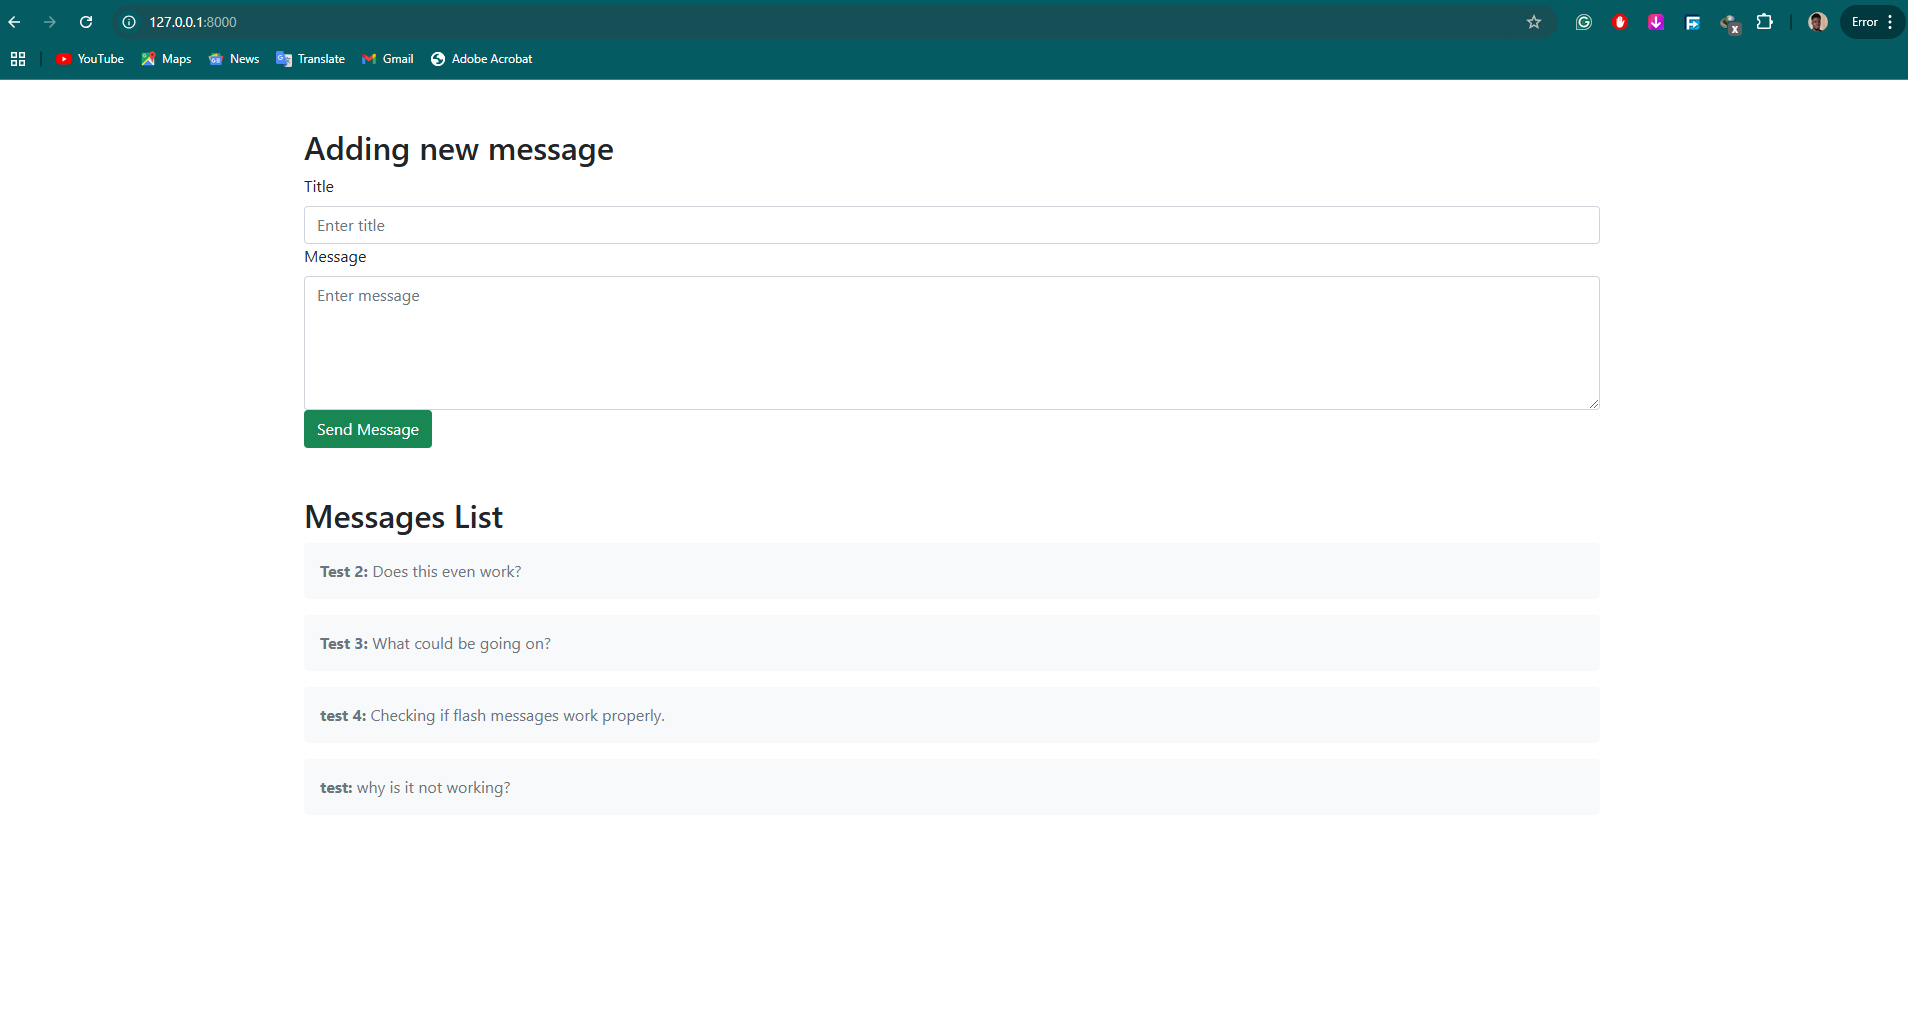 127.0.0.1:8000
Error
YouTube Maps News Translate Gmail Adobe Acrobat
Adding new message
Title
Enter title
Message
Enter message
Send Message
Messages List
Test 2: Does this even work?
Test 3: What could be going on?
test 4: Checking if flash messages work properly.
test: why is it not working?